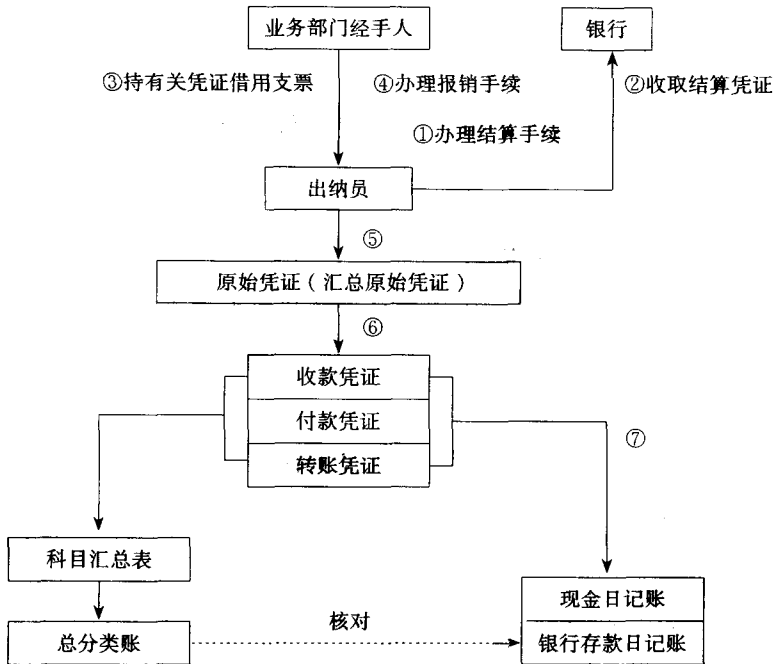 业务部门经手人
银行
③持有关凭证借用支票
④办理报销手续
②收取结算凭证
①办理结算手续
出纳员
⑤
原始凭证（汇总原始凭证）
⑥
收款凭证
付款凭证
⑦
转账凭证
科目汇总表
现金日记账
核对
总分类账
银行存款日记账